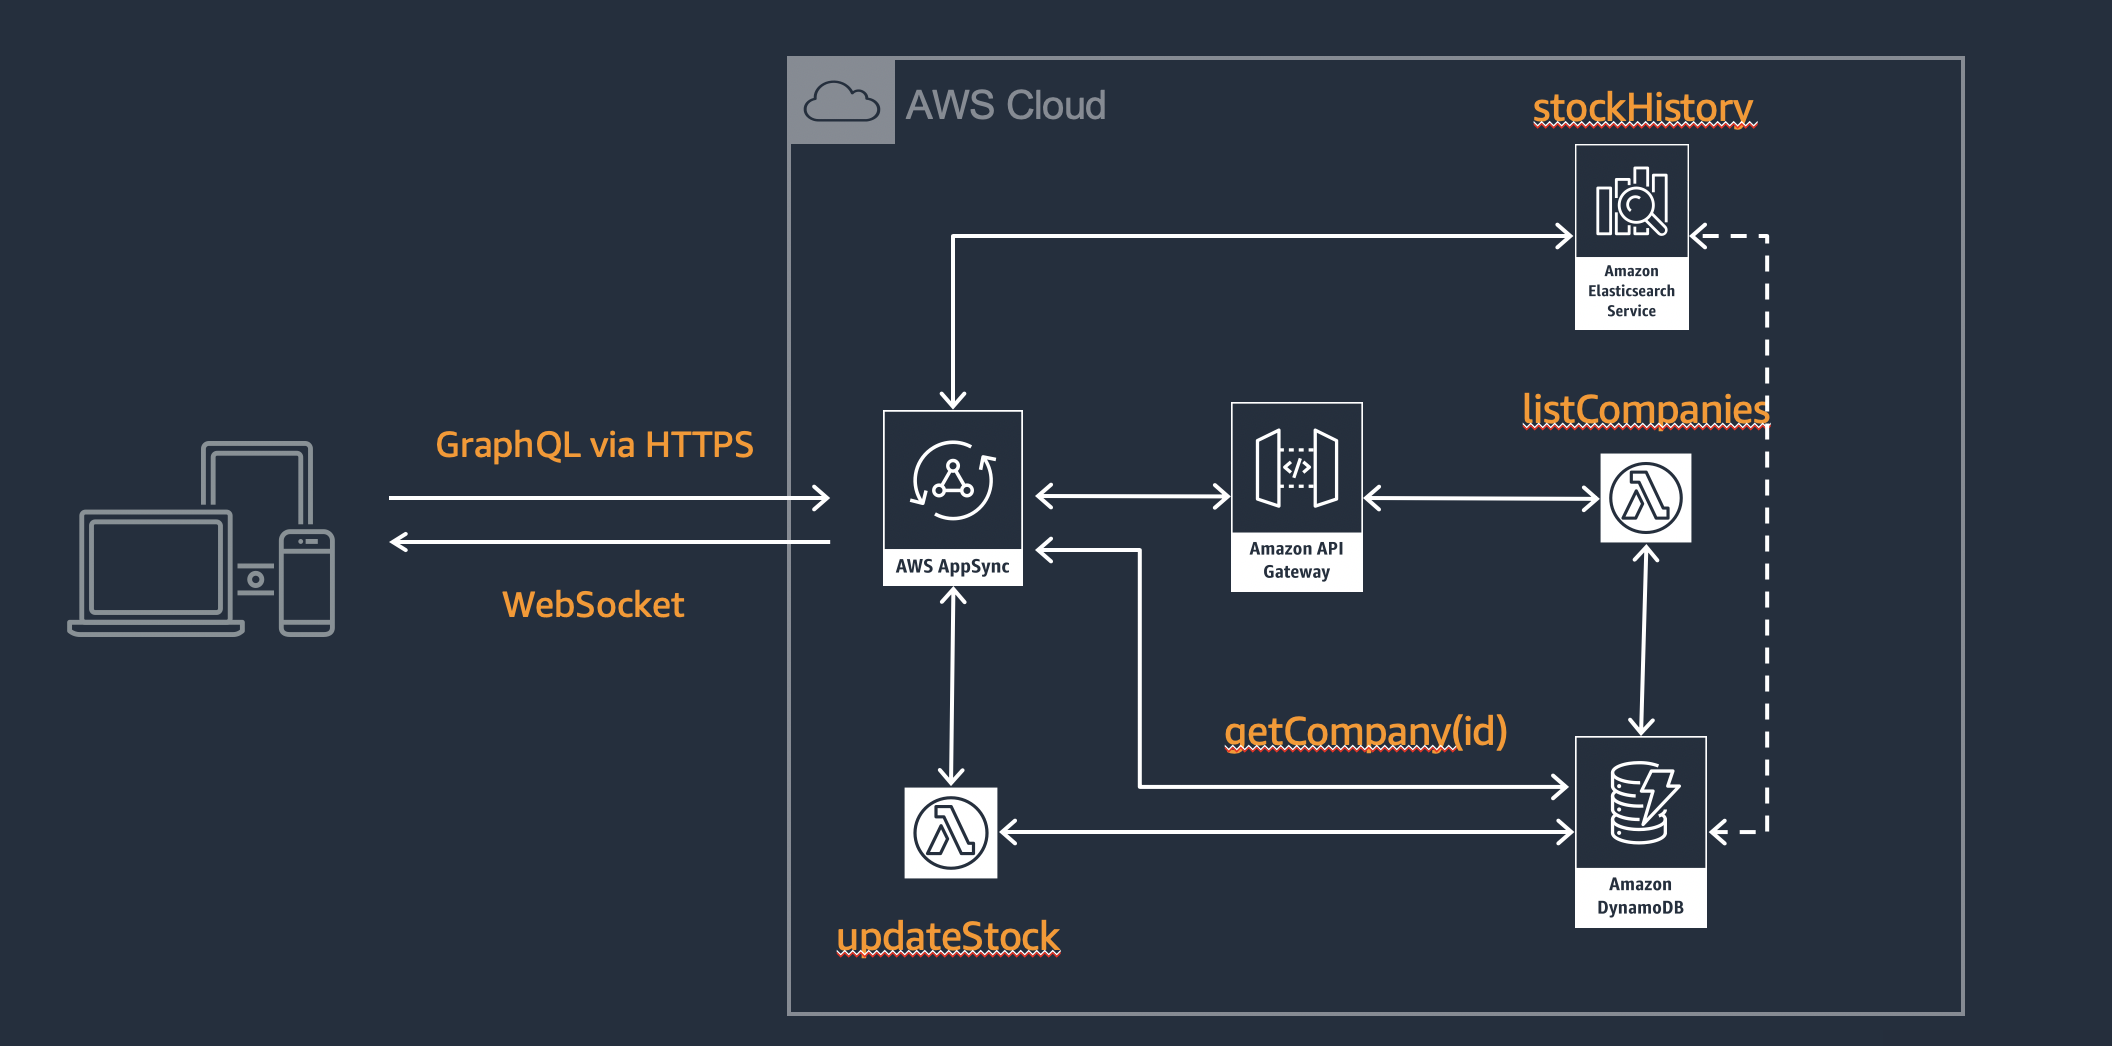 AWS Cloud
stockHistory
Amazon
Elasticsearch
Service
listCompanies
GraphQL via HTTPS
WebSocket
AWS AppSync
</>
Amazon API
Gateway
getCompany(id)
Amazon
DynamoDB
updateStock